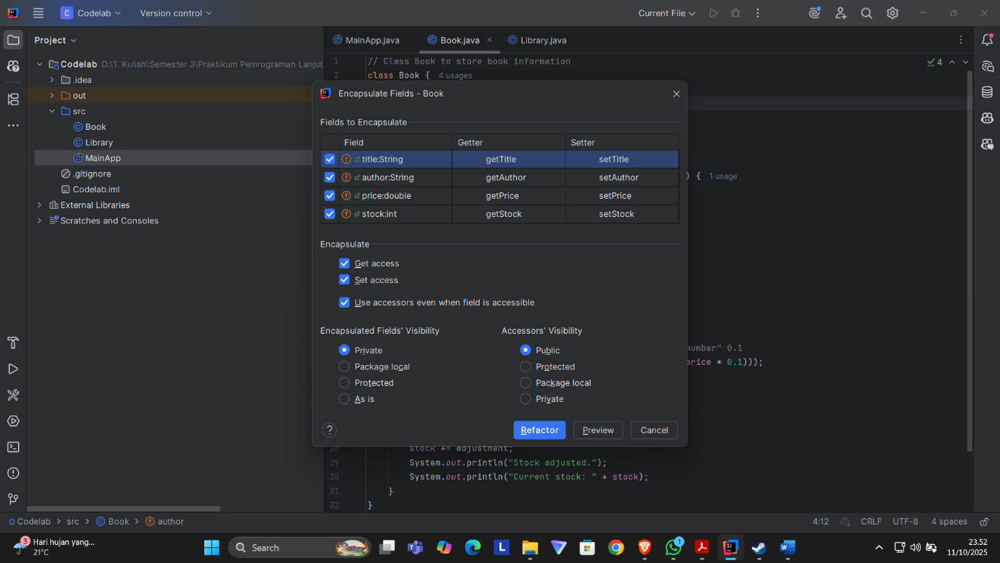 C Codelab Version control Current File
Project
MainApp.java Book.java Library.java
Codelab D:\1. Kuliah\Semester 3\Praktikum Pemrograman Lanjut
.idea
out
src
Book
Library
MainApp
.gitignore
Codelab.iml
External Libraries
Scratches and Consoles
1 // Class Book to store book information
4
2 class Book { 4 usages
Encapsulate Fields - Book
Fields to Encapsulate
Field Getter Setter
title:String getTitle setTitle
author:String getAuthor setAuthor
price:double getPrice setPrice
stock:int getStock setStock
Encapsulate
Get access
Set access
Use accessors even when field is accessible
Encapsulated Fields' Visibility Accessors' Visibility
Private Public
Package local Protected
Protected Package local
As is Private
? Refactor Preview Cancel
) { 1 usage
number" 0.1
price * 0.1)));
28 stock += adjustment;
29 System.out.println("Stock adjusted.");
30 System.out.println("Current stock: " + stock);
31 }
32 }
Codelab > src > Book > author
4:12 CRLF UTF-8 4 spaces
3 Hari hujan yang...
21°C
Search
L
1
23.52
11/10/2025